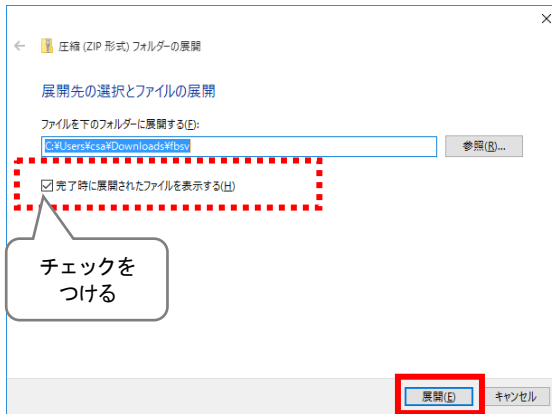 圧縮 (ZIP 形式) フォルダーの展開
展開先の選択とファイルの展開
ファイルを下のフォルダーに展開する(F):
C:¥Users¥csa¥Downloads¥fbsv
参照(R)...
完了時に展開されたファイルを表示する(H)
チェックを
つける
展開(E)
キャンセル